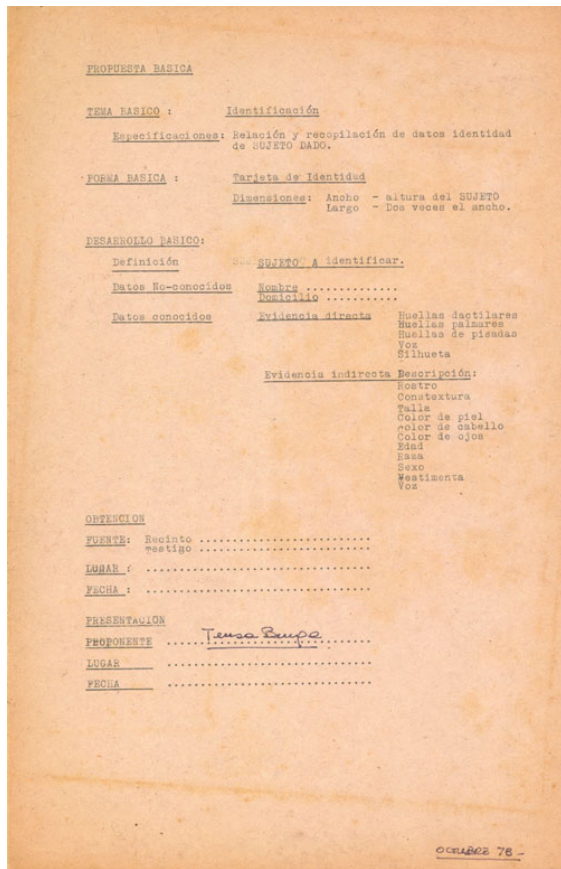 PROPUESTA BASICA
TEMA BASICO : Identificación
Especificaciones: Relación y recopilación de datos identidad
de SUJETO DADO.
FORMA BASICA : Tarjeta de Identidad
Dimensiones: Ancho - altura del SUJETO
Largo - Dos veces el ancho.
DESARROLLO BASICO:
Definición SUJETO A identificar.
Datos No-conocidos Nombre .............
Domicilio ...........
Datos conocidos Evidencia directa Huellas dactilares
Huellas palmares
Huellas de pisadas
Voz
Silhueta
Evidencia indirecta Descripción:
Rostro
Constextura
Talla
Color de piel
color de cabello
Color de ojos
Edad
Raza
Sexo
Vestimenta
Voz
OBTENCION
FUENTE: Recinto ..........................
Testigo ..........................
LUGAR : ..................................
FECHA : ..................................
PRESENTACION
PROPONENTE ...............................
LUGAR ...............................
FECHA ...............................
OCTUBRE 78-